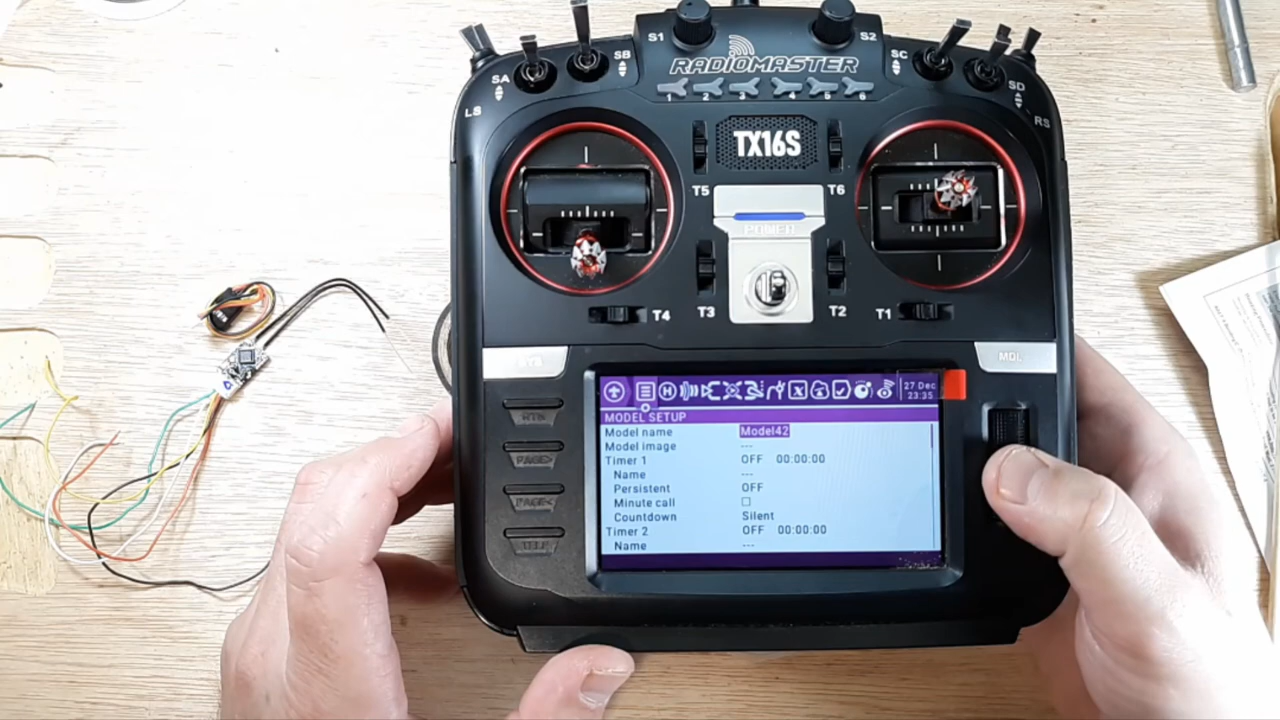 S1
S2
SB
SC
RADIOMASTER
SA
SD
1 2 3 4 5 6
LS
RS
TX16S
T5
T6
POWER
T4
T3
T2
T1
MDL
27 Dec
23:35
MODEL SETUP
Model name Model42
Model image ---
Timer 1 OFF 00:00:00
Name ---
Persistent OFF
Minute call
Countdown Silent
Timer 2 OFF 00:00:00
Name ---
RTN
PAGE>
PAGE<
TELE